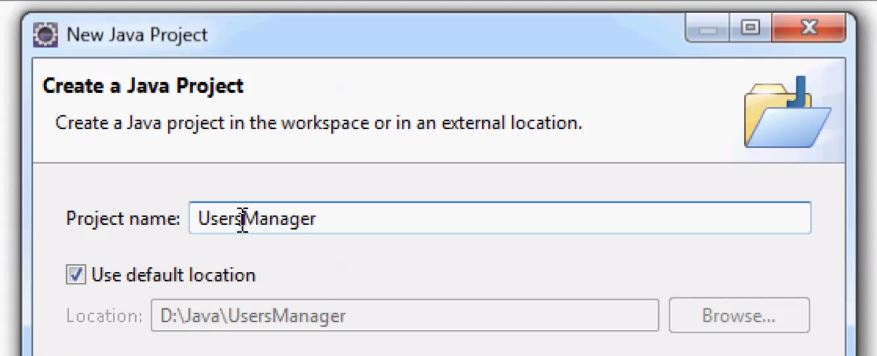 New Java Project
Create a Java Project
Create a Java project in the workspace or in an external location.
Project name: UsersManager
Use default location
Location: D:\Java\UsersManager Browse...